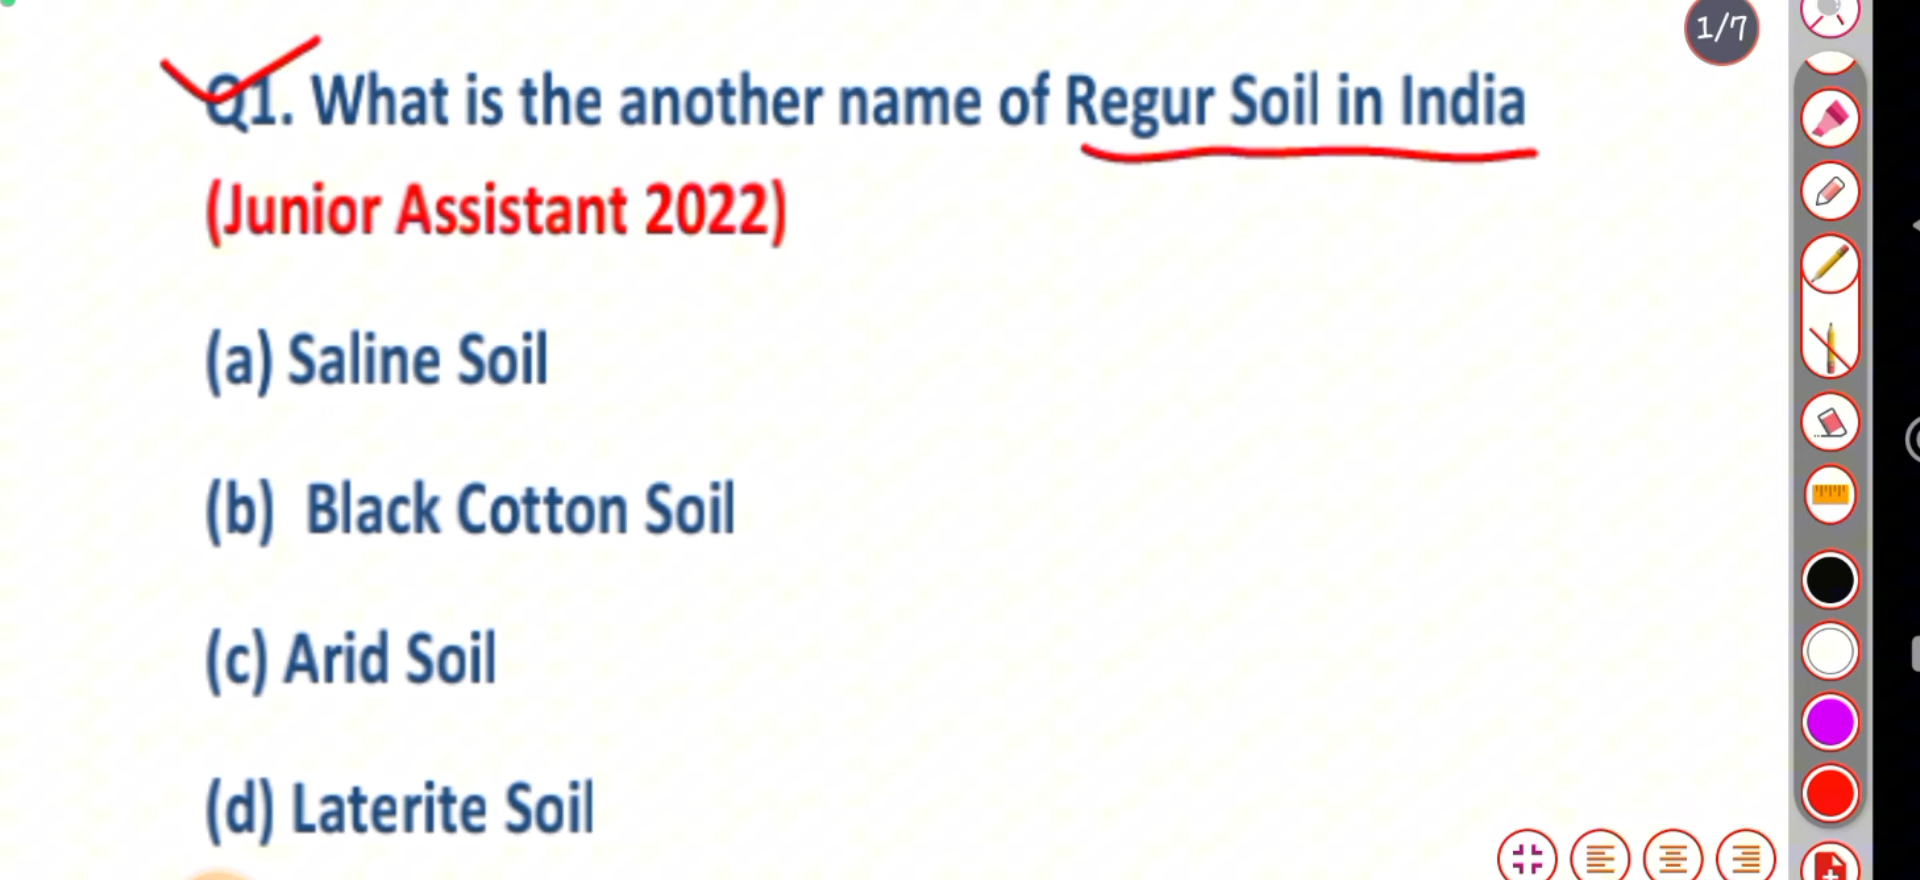 1/7
Q1. What is the another name of Regur Soil in India
(Junior Assistant 2022)
(a) Saline Soil
(b) Black Cotton Soil
(c) Arid Soil
(d) Laterite Soil